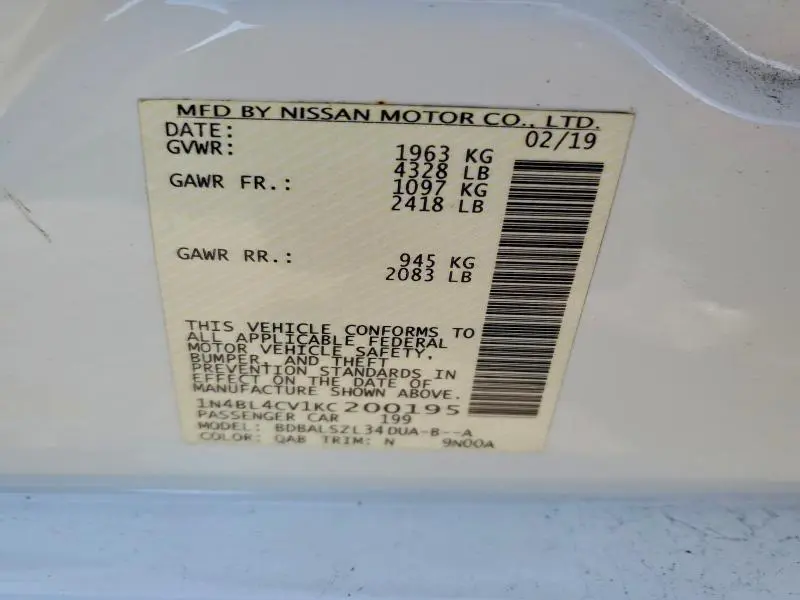 MFD BY NISSAN MOTOR CO., LTD.
DATE: 02/19
GVWR: 1963 KG
4328 LB
GAWR FR.: 1097 KG
2418 LB
GAWR RR.: 945 KG
2083 LB
THIS VEHICLE CONFORMS TO
ALL APPLICABLE FEDERAL
MOTOR VEHICLE SAFETY,
BUMPER, AND THEFT
PREVENTION STANDARDS IN
EFFECT ON THE DATE OF
MANUFACTURE SHOWN ABOVE.
1N4BL4CV1KC200195
PASSENGER CAR 199
MODEL: BDBALSZL34DUA-B--A
COLOR: QAB TRIM: N 9N00A